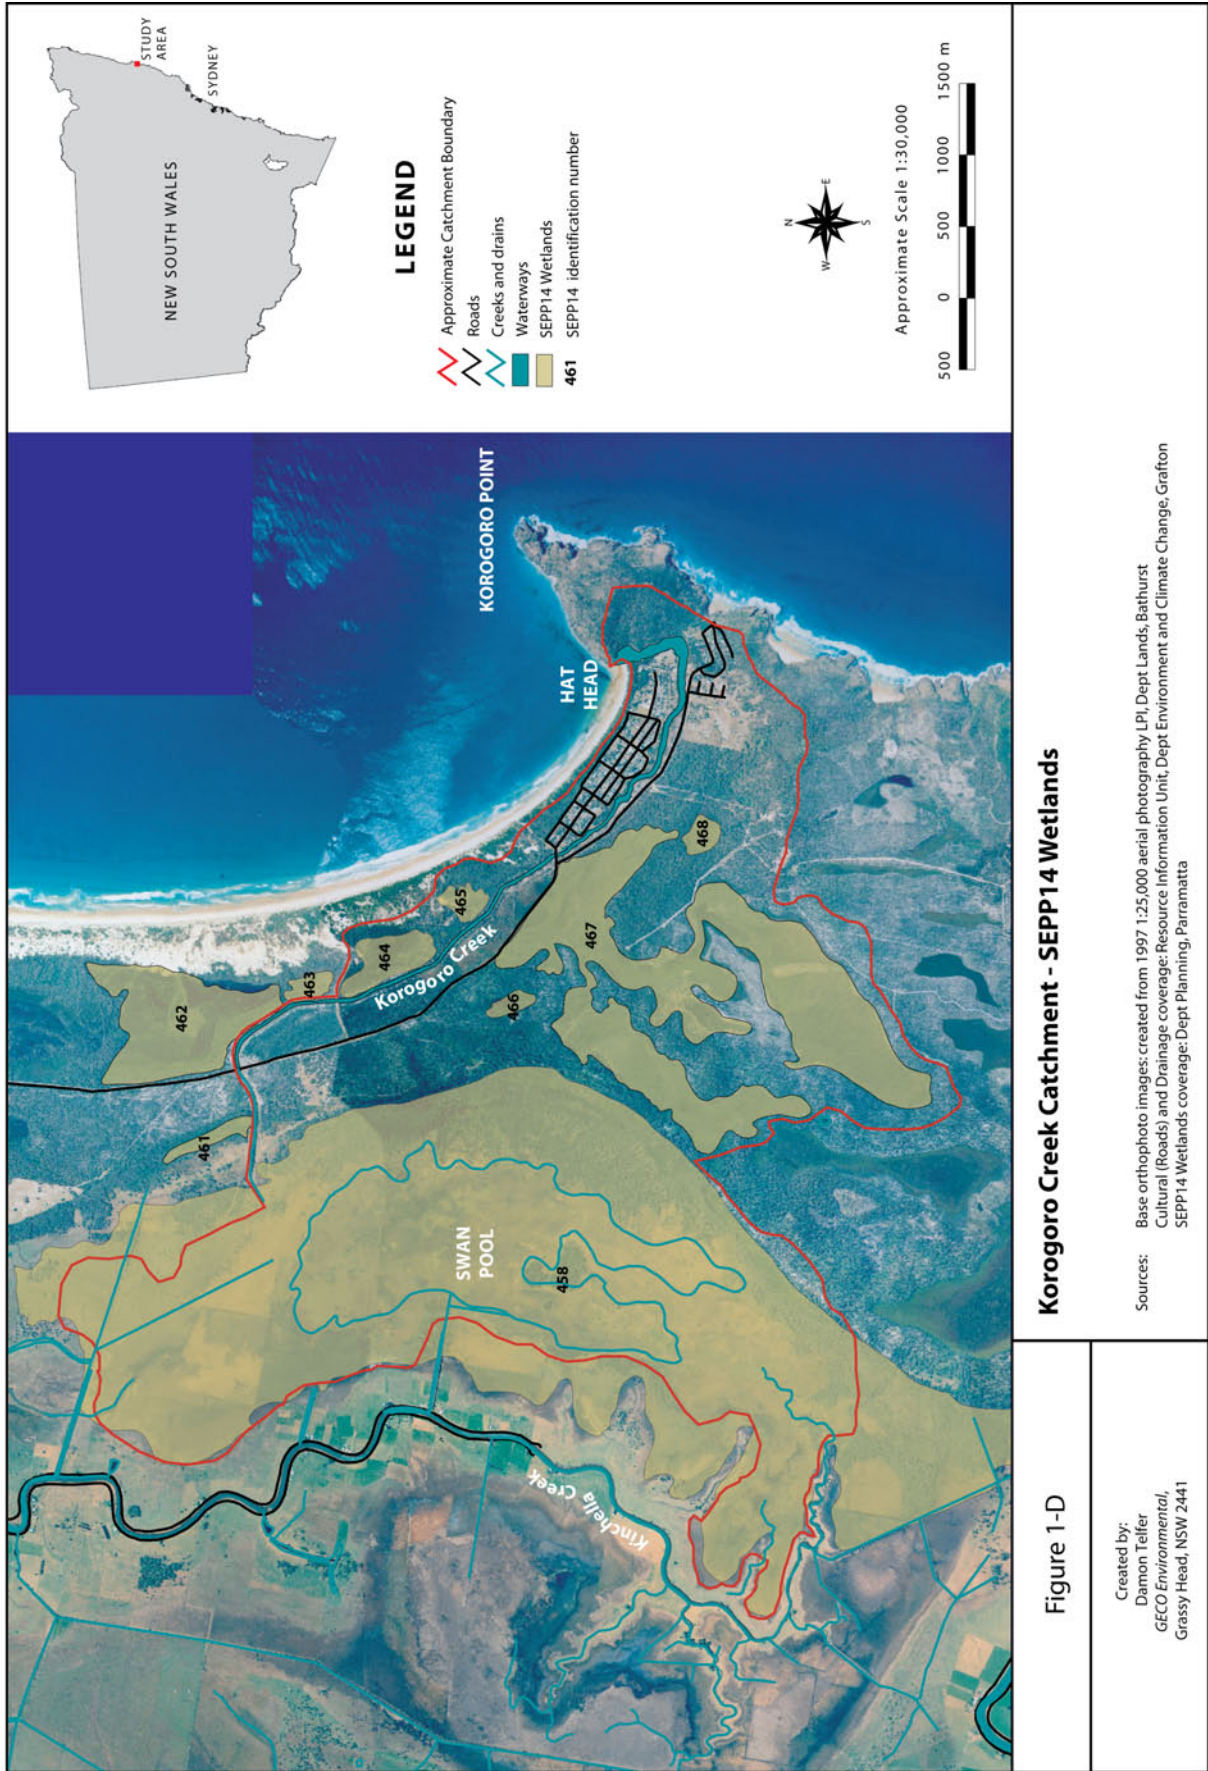 NEW SOUTH WALES
STUDY
AREA
SYDNEY
LEGEND
Approximate Catchment Boundary
Roads
Creeks and drains
Waterways
SEPP14 Wetlands
461 SEPP14 identification number
N
W
E
S
Approximate Scale 1:30,000
500 0 500 1000 1500 m
KOROGORO POINT
HAT
HEAD
Korogoro Creek
SWAN
POOL
Kinchella Creek
458
461
462
463
464
465
466
467
468
Figure 1-D
Created by:
Damon Telfer
GECO Environmental,
Grassy Head, NSW 2441
Korogoro Creek Catchment - SEPP14 Wetlands
Sources: Base orthophoto images: created from 1997 1:25,000 aerial photography LPI, Dept Lands, Bathurst
Cultural (Roads) and Drainage coverage: Resource Information Unit, Dept Environment and Climate Change, Grafton
SEPP14 Wetlands coverage: Dept Planning, Parramatta